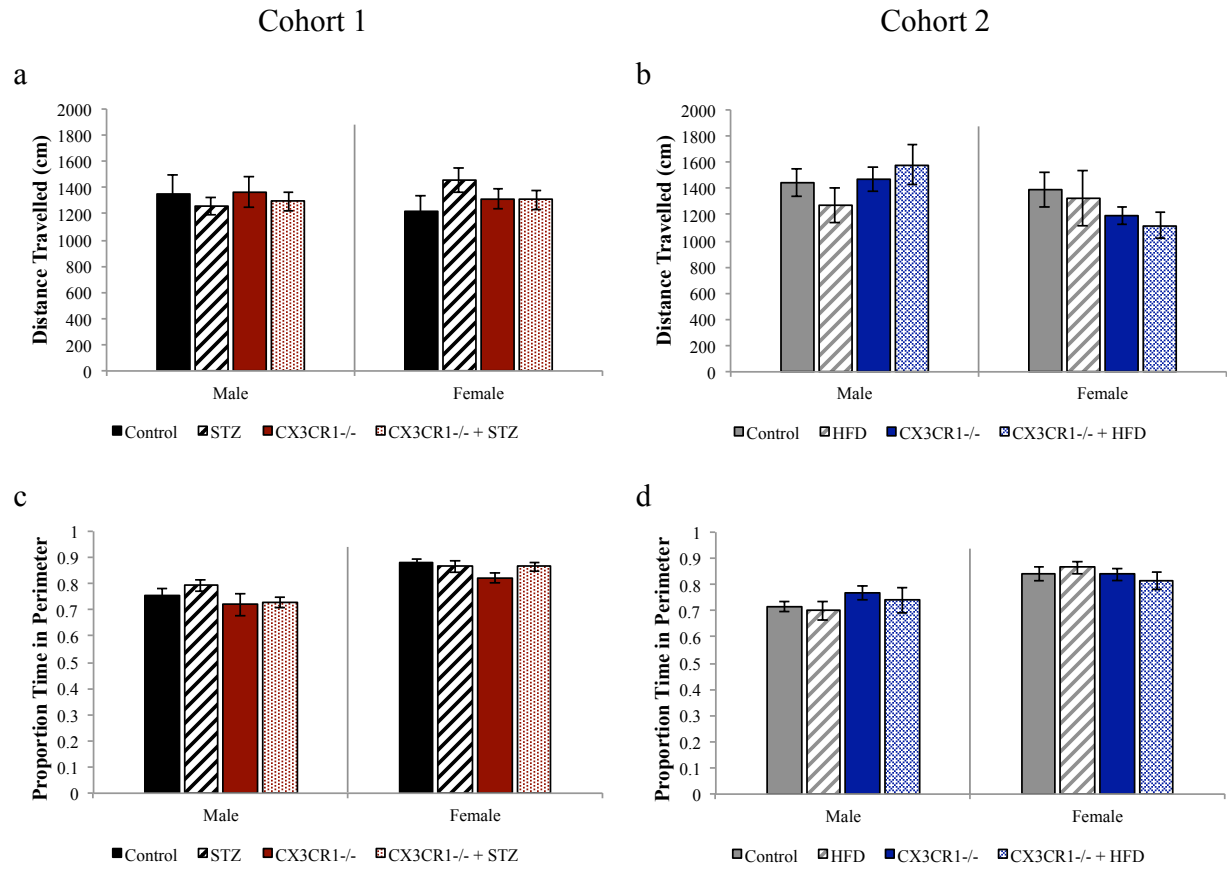 Cohort 1
Cohort 2
a
Distance Travelled (cm)
2000
1800
1600
1400
1200
1000
800
600
400
200
0
Male
Female
Control STZ CX3CR1-/- CX3CR1-/- + STZ
b
Distance Travelled (cm)
2000
1800
1600
1400
1200
1000
800
600
400
200
0
Male
Female
Control HFD CX3CR1-/- CX3CR1-/- + HFD
c
Proportion Time in Perimeter
1
0.9
0.8
0.7
0.6
0.5
0.4
0.3
0.2
0.1
0
Male
Female
Control STZ CX3CR1-/- CX3CR1-/- + STZ
d
Proportion Time in Perimeter
1
0.9
0.8
0.7
0.6
0.5
0.4
0.3
0.2
0.1
0
Male
Female
Control HFD CX3CR1-/- CX3CR1-/- + HFD